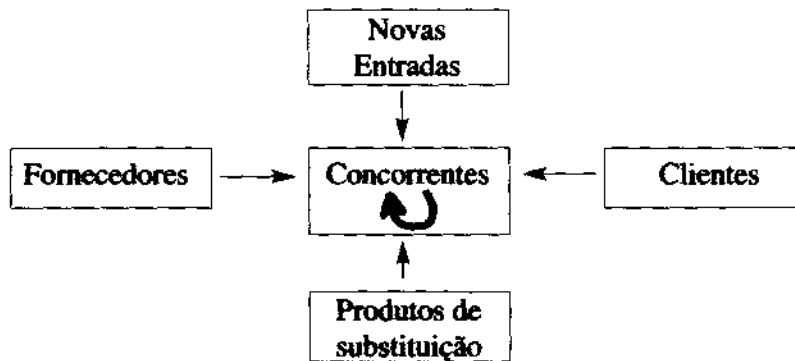 Novas
Entradas
Fornecedores
Concorrentes
Clientes
Produtos de
substituição